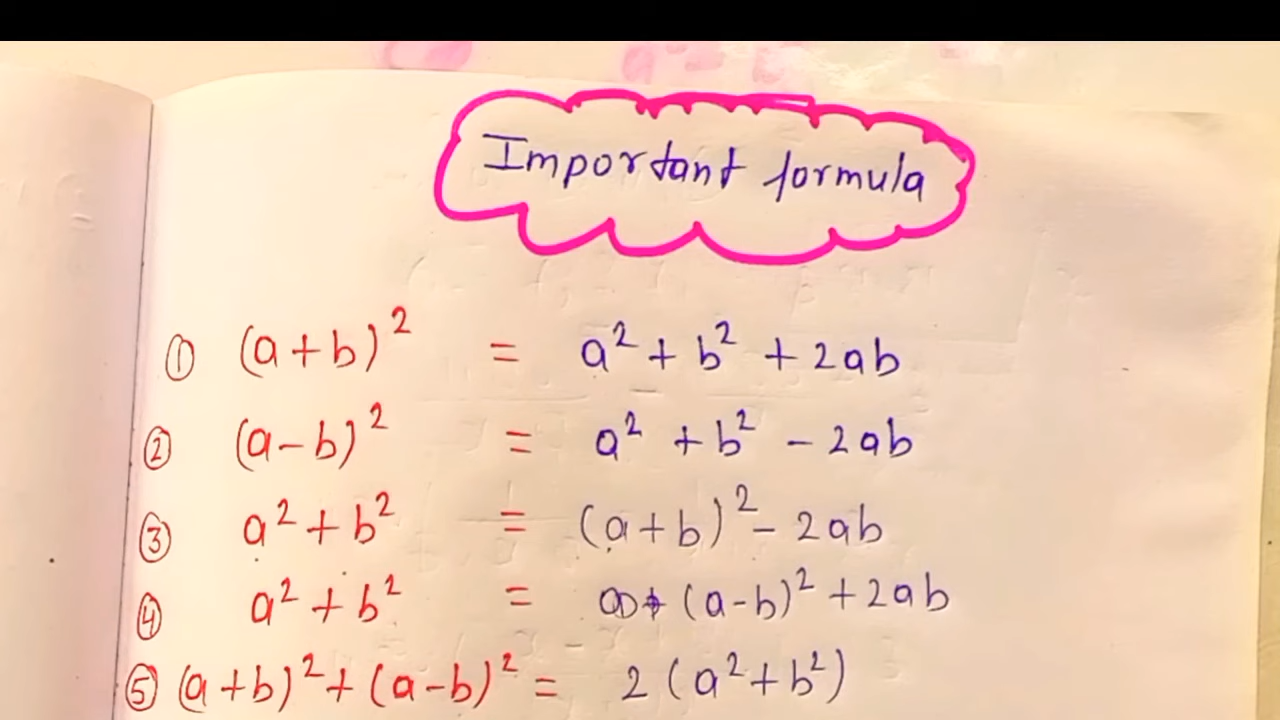 Important formula
① (a+b)² = a² + b² + 2ab
② (a-b)² = a² + b² - 2ab
③ a² + b² = (a+b)² - 2ab
④ a² + b² = (a-b)² + 2ab
⑤ (a+b)² + (a-b)² = 2(a² + b²)